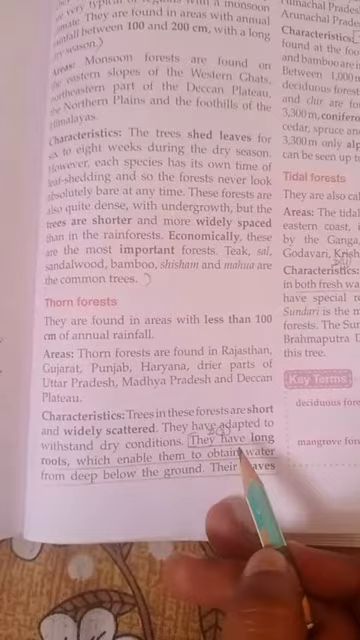 are very typical of regions with a monsoon
climate. They are found in areas with annual
rainfall between 100 and 200 cm, with a long
dry season.)
Areas: Monsoon forests are found on
the eastern slopes of the Western Ghats,
northeastern part of the Deccan Plateau,
the Northern Plains and the foothills of the
Himalayas.
Characteristics: The trees shed leaves for
six to eight weeks during the dry season.
However, each species has its own time of
leaf-shedding and so the forests never look
absolutely bare at any time. These forests are
also quite dense, with undergrowth, but the
trees are shorter and more widely spaced
than in the rainforests. Economically, these
are the most important forests. Teak, sal,
sandalwood, bamboo, shisham and mahua are
the common trees.)
Thorn forests
They are found in areas with less than 100
cm of annual rainfall.
Areas: Thorn forests are found in Rajasthan,
Gujarat, Punjab, Haryana, drier parts of
Uttar Pradesh, Madhya Pradesh and Deccan
Plateau.
Characteristics: Trees in these forests are short
and widely scattered. They have adapted to
withstand dry conditions. They have long
roots, which enable them to obtain water
from deep below the ground. Their leaves
Arunachal Prades
Characteristics:
found at the foo
and bamboo are i
Between 1,000
deciduous forest
and chir are for
3,300 m, conifero
cedar, spruce an
3,300 m only alp
can be seen up t
Tidal forests
They are also cal
Areas: The tidal
eastern coast, i
by the Ganga
Godavari, Krish
Characteristics:
in both fresh wa
have special r
Sundari is the m
forests. The Sun
Brahmaputra D
this tree.
Key Terms
deciduous fore
mangrove fore